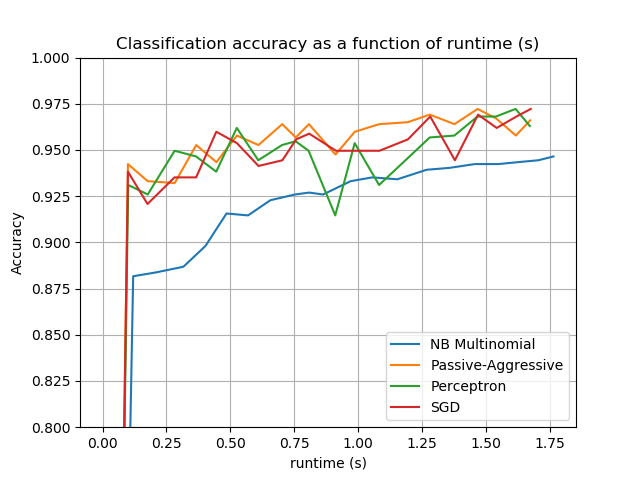 Classification accuracy as a function of runtime (s)
1.000
0.975
0.950
0.925
0.900
0.875
0.850
0.825
0.800
Accuracy
NB Multinomial
Passive-Aggressive
Perceptron
SGD
0.00 0.25 0.50 0.75 1.00 1.25 1.50 1.75
runtime (s)